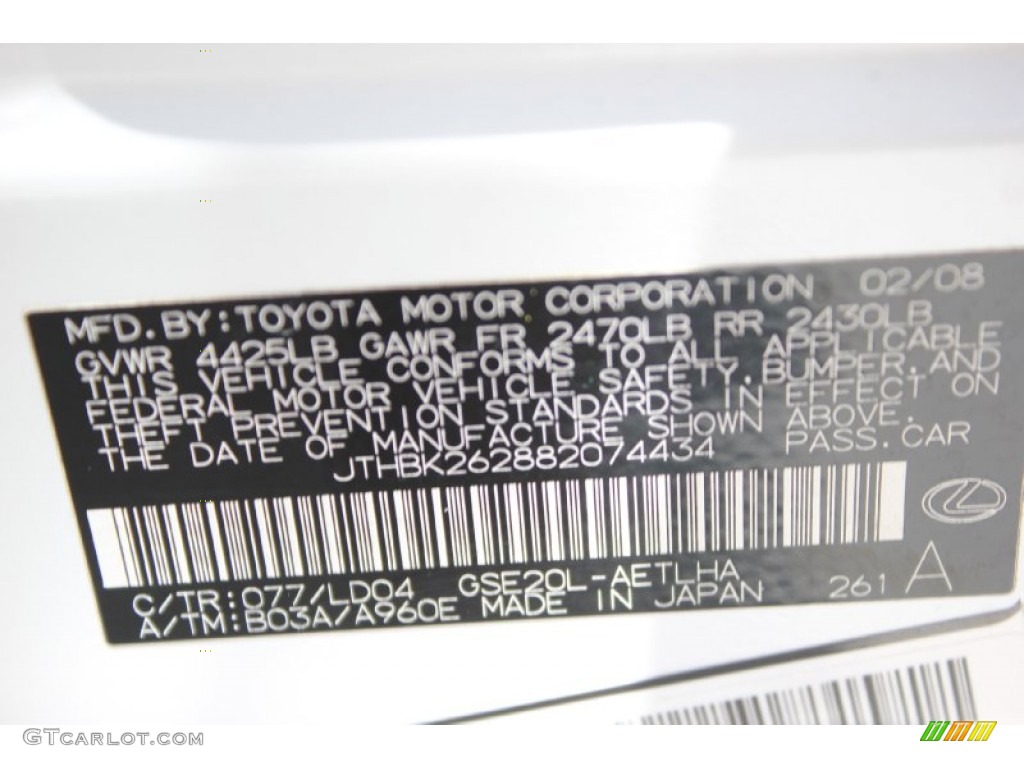 MFD. BY: TOYOTA MOTOR CORPORATION 02/08
GVWR 4425LB GAWR FR 2470LB RR 2430LB
THIS VEHICLE CONFORMS TO ALL APPLICABLE
FEDERAL MOTOR VEHICLE SAFETY, BUMPER, AND
THEFT PREVENTION STANDARDS IN EFFECT ON
THE DATE OF MANUFACTURE SHOWN ABOVE.
JTHBK262882074434 PASS. CAR
C/TR: 077/LD04 GSE20L-AETLHA
A/TM: B03A/A960E MADE IN JAPAN 261 A
GTCarlot.com